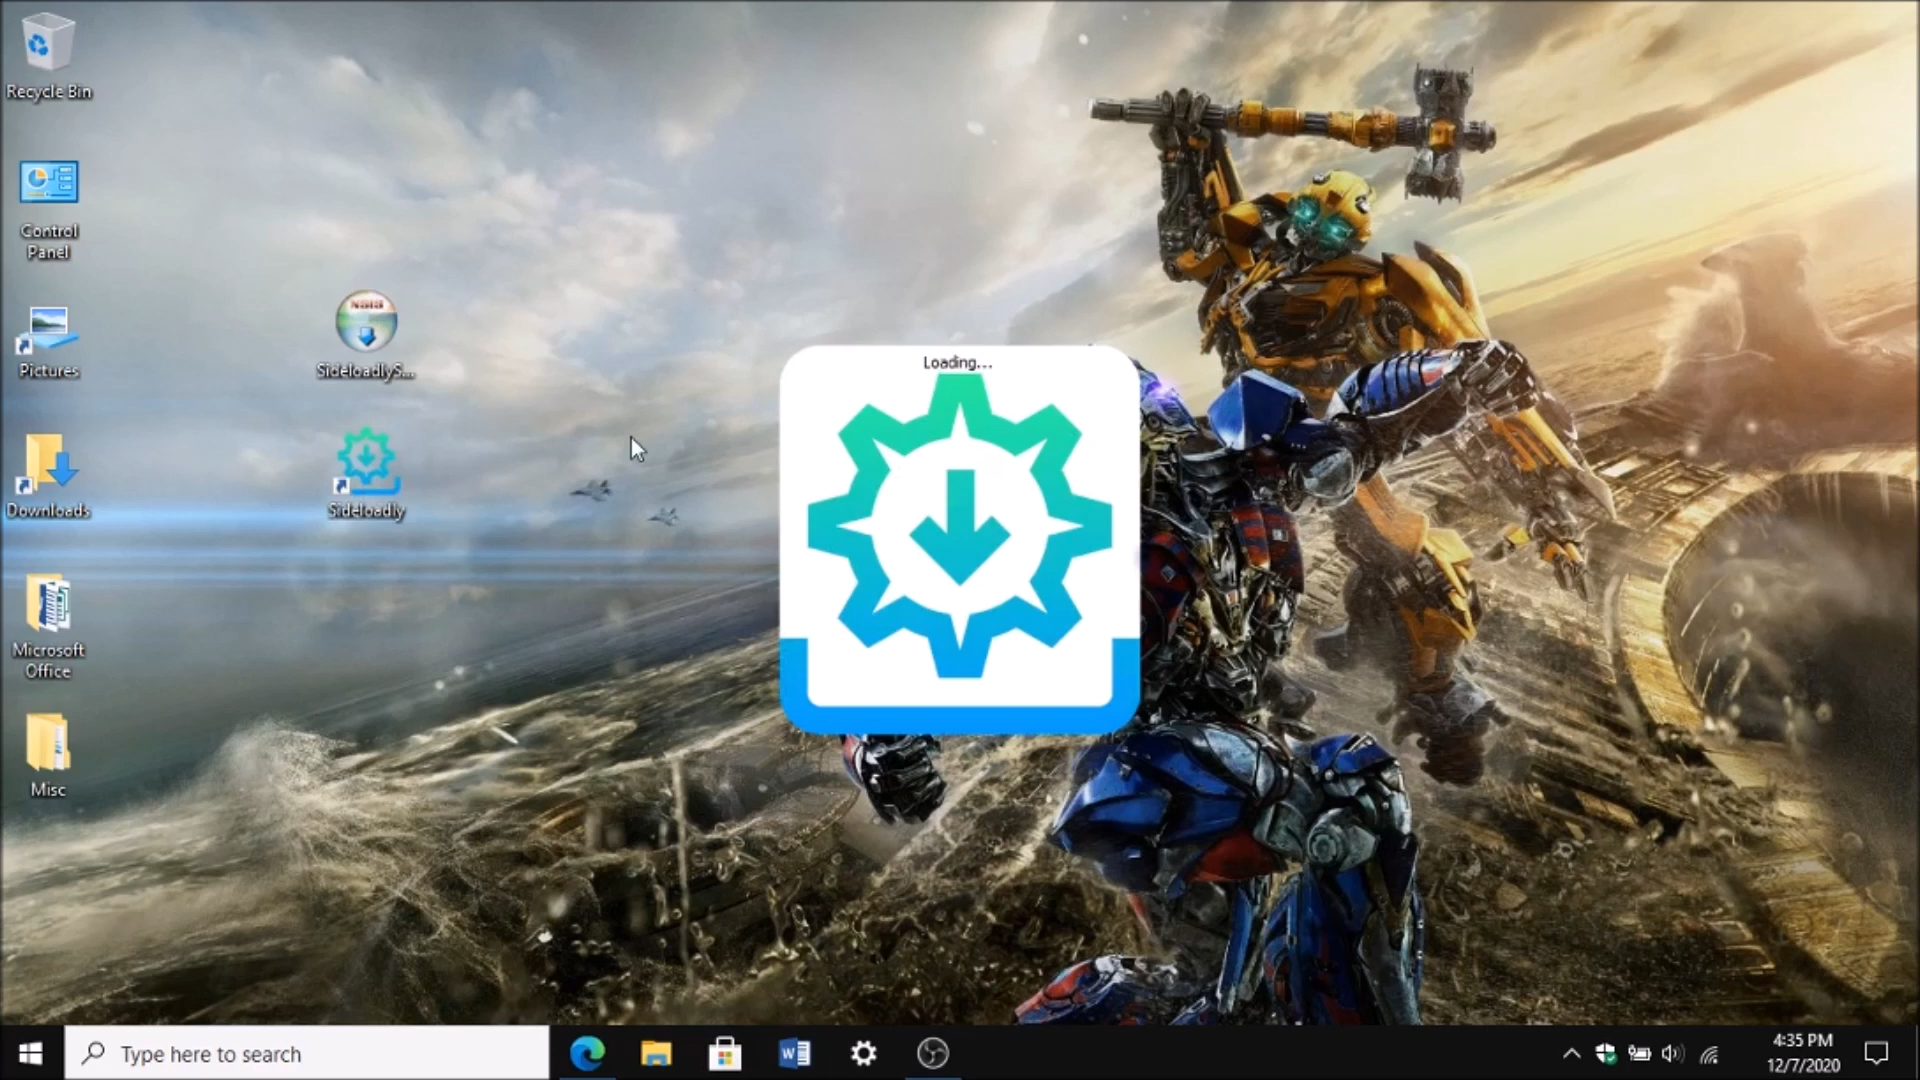 Recycle Bin
Control
Panel
Pictures
Downloads
Microsoft
Office
Misc
NSIS
SideloadlyS...
Sideloadly
Loading...
Type here to search
W
4:35 PM
12/7/2020